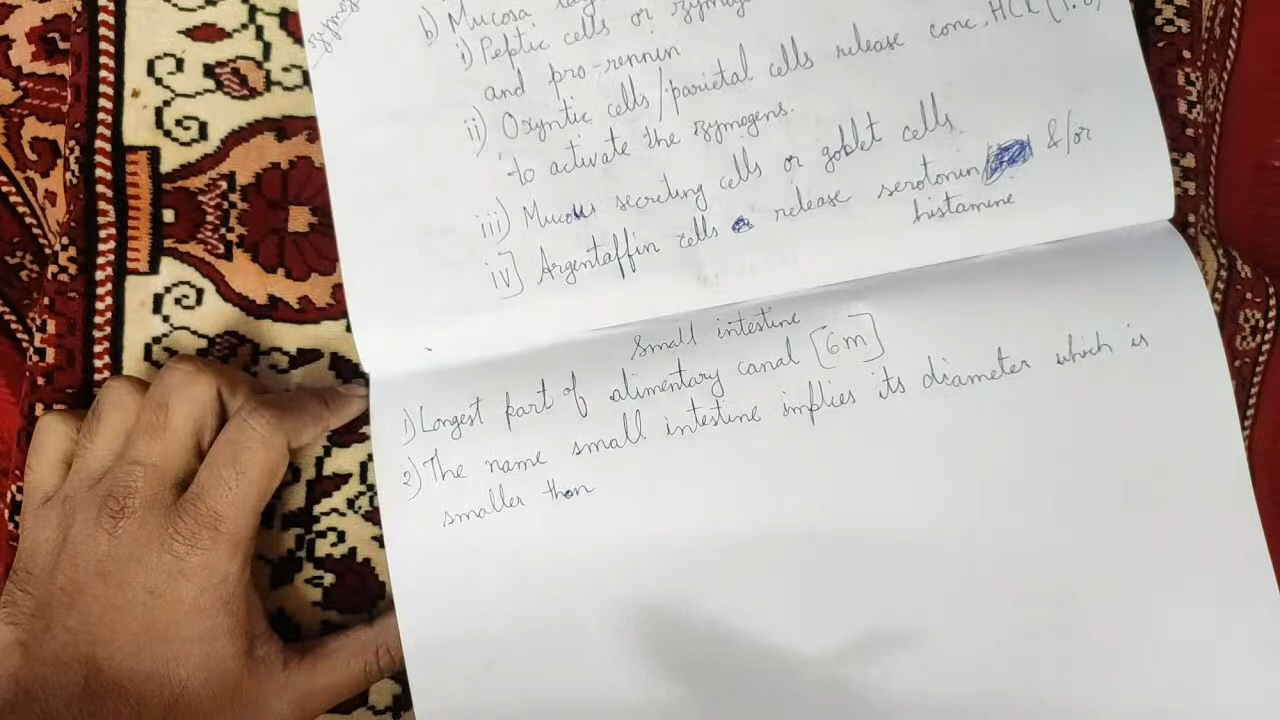 b) Mucosa
i) Peptic cells or
and pro-rennin
ii) Oxyntic cells/parietal cells release conc. HCl
to activate the zymogens.
iii) Mucous secreting cells or goblet cells
iv] Argentaffin cells release serotonin &/or
histamine
Small intestine
1) Longest part of alimentary canal [6m]
2) The name small intestine implies its diameter which is
smaller than